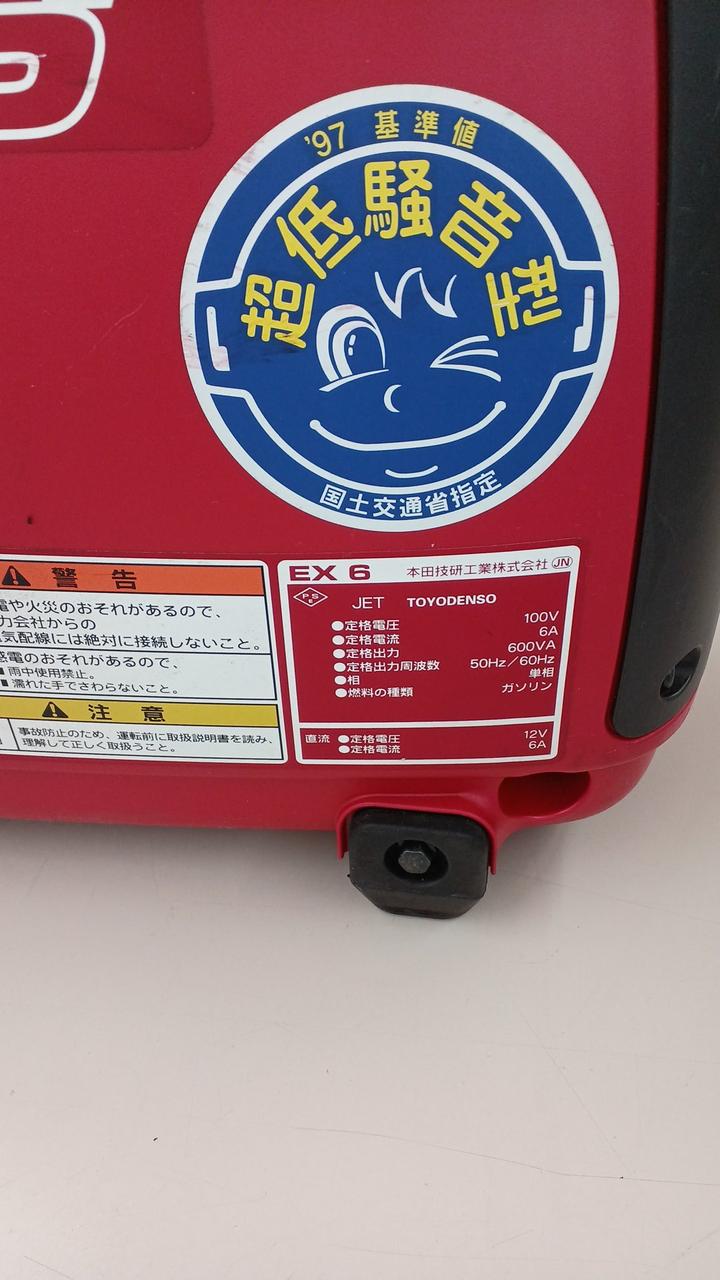 6
'97 基準値
超低騒音型
国土交通省指定
警告
電や火災のおそれがあるので、
力会社からの
気配線には絶対に接続しないこと。
感電のおそれがあるので、
■ 雨中使用禁止。
■ 濡れた手でさわらないこと。
注意
事故防止のため、運転前に取扱説明書を読み、
理解して正しく取扱うこと。
EX 6 本田技研工業株式会社 JN
PS
E
JET TOYODENSO
●定格電圧 100V
●定格電流 6A
●定格出力 600VA
●定格出力周波数 50Hz/60Hz
●相 単相
●燃料の種類 ガソリン
直流 ●定格電圧 12V
●定格電流 6A